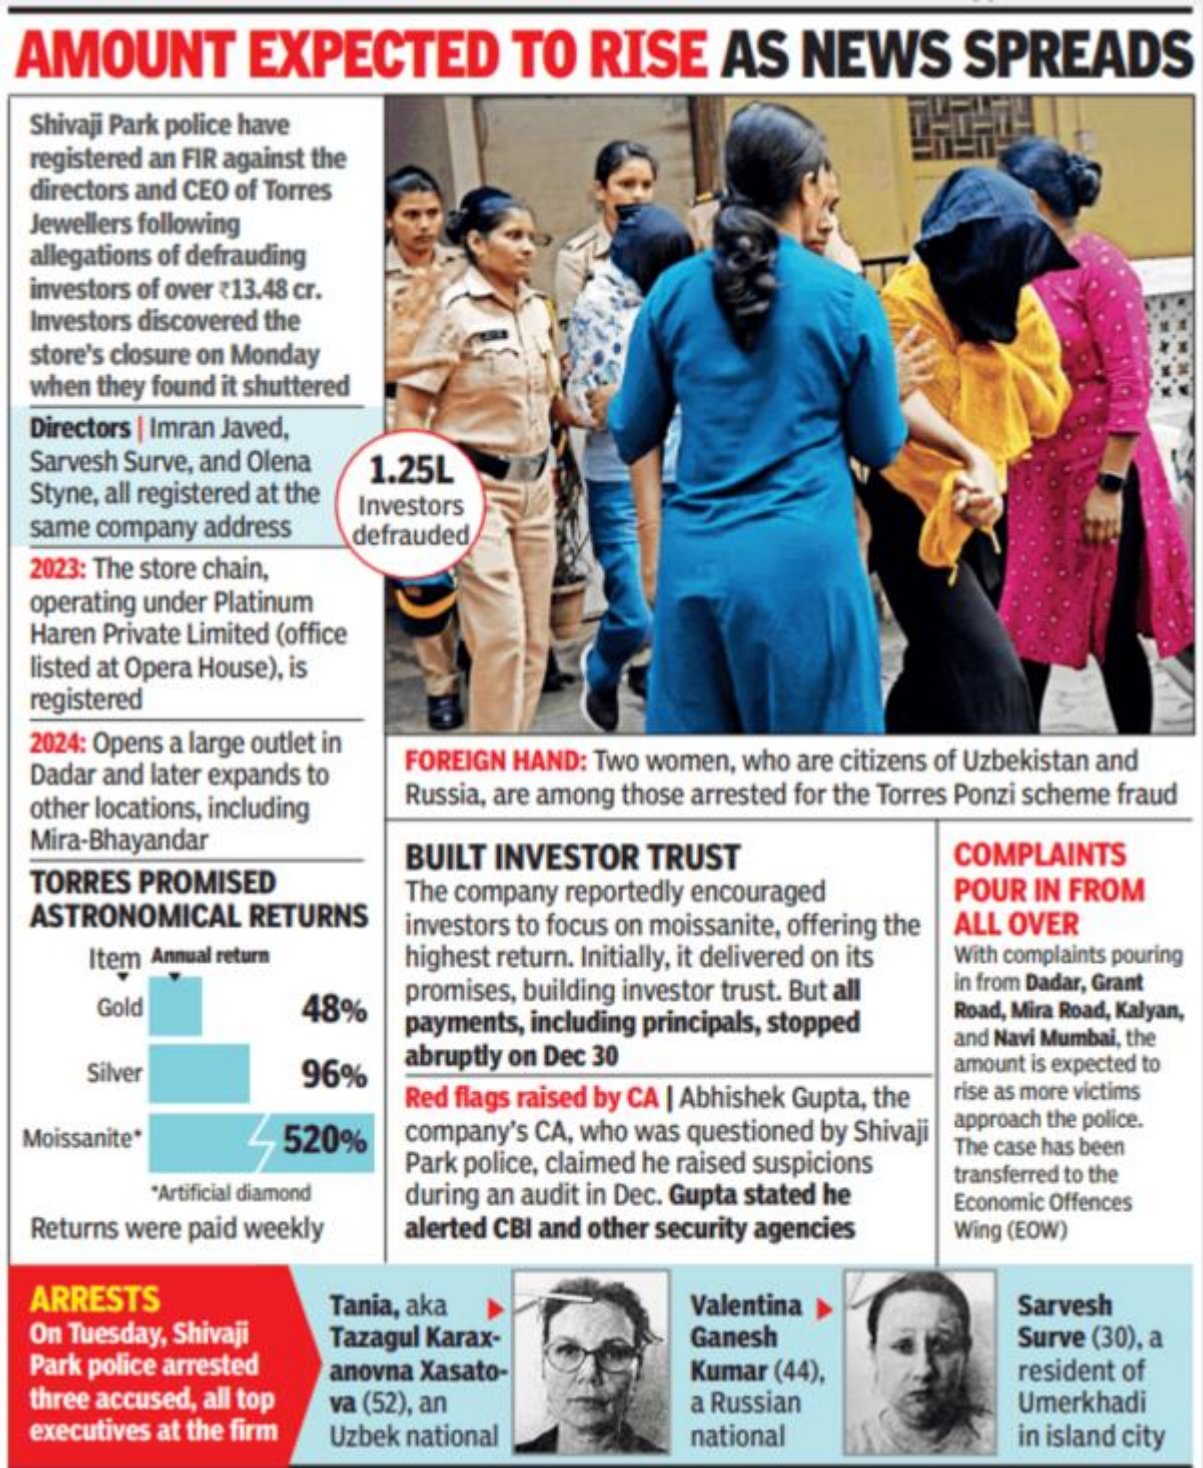 AMOUNT EXPECTED TO RISE AS NEWS SPREADS
Shivaji Park police have
registered an FIR against the
directors and CEO of Torres
Jewellers following
allegations of defrauding
investors of over ₹13.48 cr.
Investors discovered the
store's closure on Monday
when they found it shuttered
Directors | Imran Javed,
Sarvesh Surve, and Olena
Styne, all registered at the
same company address
1.25L
Investors
defrauded
2023: The store chain,
operating under Platinum
Haren Private Limited (office
listed at Opera House), is
registered
2024: Opens a large outlet in
Dadar and later expands to
other locations, including
Mira-Bhayandar
TORRES PROMISED
ASTRONOMICAL RETURNS
Item Annual return
Gold 48%
Silver 96%
Moissanite* 520%
*Artificial diamond
Returns were paid weekly
FOREIGN HAND: Two women, who are citizens of Uzbekistan and
Russia, are among those arrested for the Torres Ponzi scheme fraud
BUILT INVESTOR TRUST
The company reportedly encouraged
investors to focus on moissanite, offering the
highest return. Initially, it delivered on its
promises, building investor trust. But all
payments, including principals, stopped
abruptly on Dec 30
Red flags raised by CA | Abhishek Gupta, the
company's CA, who was questioned by Shivaji
Park police, claimed he raised suspicions
during an audit in Dec. Gupta stated he
alerted CBI and other security agencies
COMPLAINTS
POUR IN FROM
ALL OVER
With complaints pouring
in from Dadar, Grant
Road, Mira Road, Kalyan,
and Navi Mumbai, the
amount is expected to
rise as more victims
approach the police.
The case has been
transferred to the
Economic Offences
Wing (EOW)
ARRESTS
On Tuesday, Shivaji
Park police arrested
three accused, all top
executives at the firm
Tania, aka
Tazagul Karax-
anovna Xasato-
va (52), an
Uzbek national
Valentina
Ganesh
Kumar (44),
a Russian
national
Sarvesh
Surve (30), a
resident of
Umerkhadi
in island city